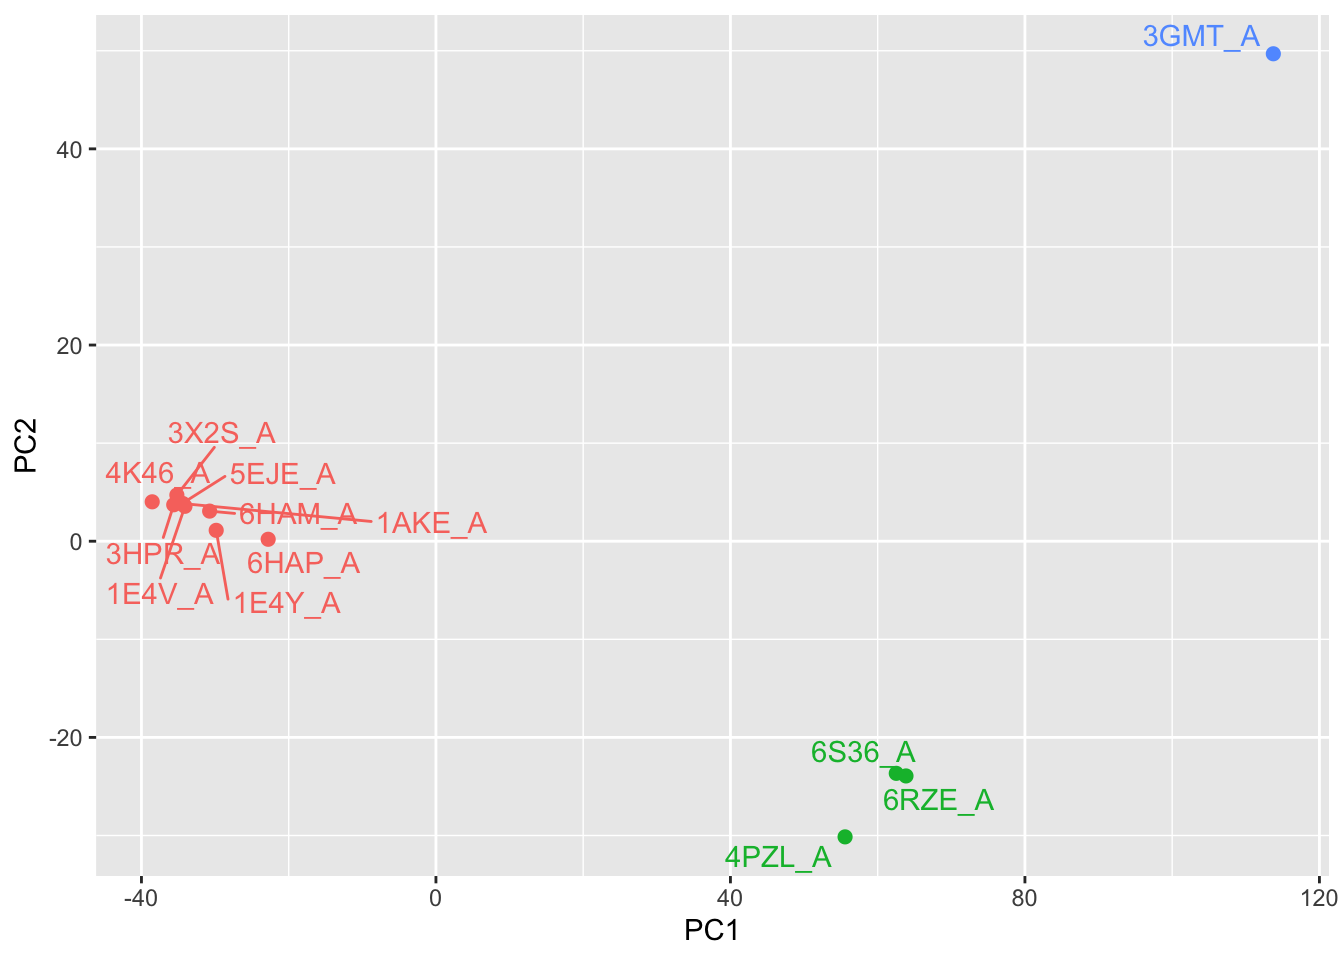 3GMT_A
40
20
PC2
3X2S_A
4K46_A
5EJE_A
6HAM_A
1AKE_A
0
3HPR_A
6HAP_A
1E4V_A
1E4Y_A
-20
6S36_A
6RZE_A
4PZL_A
-40
0
40
80
120
PC1